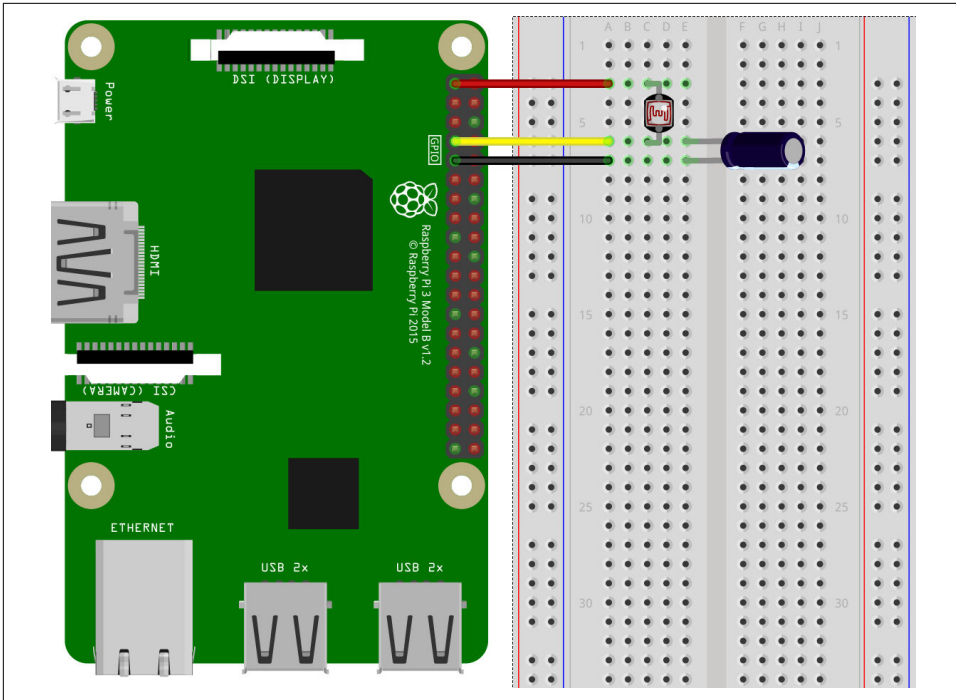 DSI (DISPLAY)
Power
GPIO
HDMI
Raspberry Pi 3 Model B v1.2
© Raspberry Pi 2015
CSI (CAMERA)
Audio
ETHERNET
USB 2x
USB 2x
A B C D E F G H I J
1 1
5 5
10 10
15 15
20 20
25 25
30 30